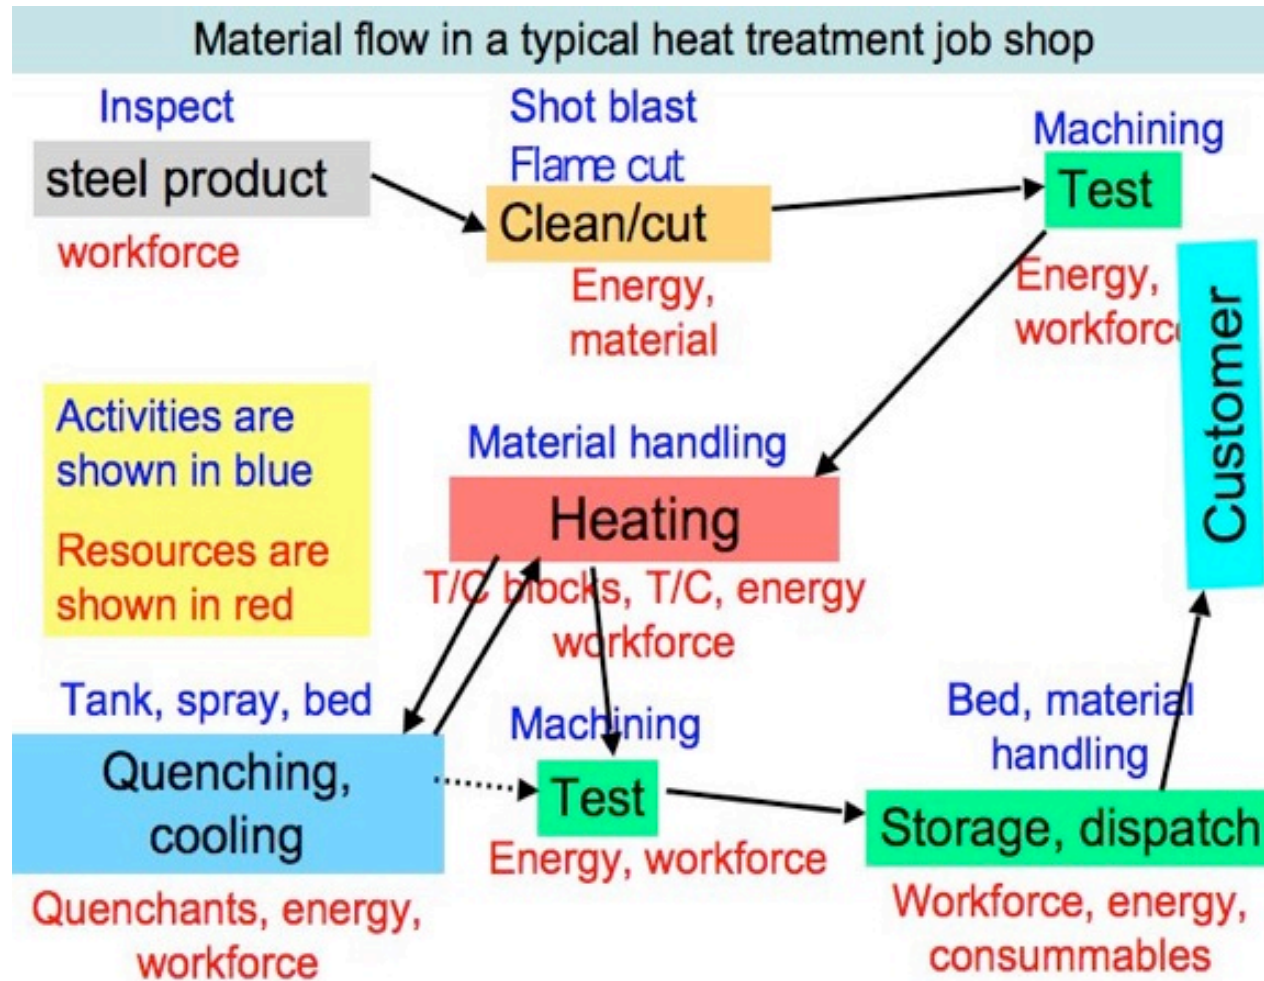 Material flow in a typical heat treatment job shop
Inspect
steel product
workforce
Shot blast
Flame cut
Clean/cut
Energy,
material
Machining
Test
Energy,
workforce
Customer
Activities are
shown in blue
Resources are
shown in red
Material handling
Heating
T/C blocks, T/C, energy
workforce
Tank, spray, bed
Quenching,
cooling
Quenchants, energy,
workforce
Machining
Test
Energy, workforce
Bed, material
handling
Storage, dispatch
Workforce, energy,
consummables